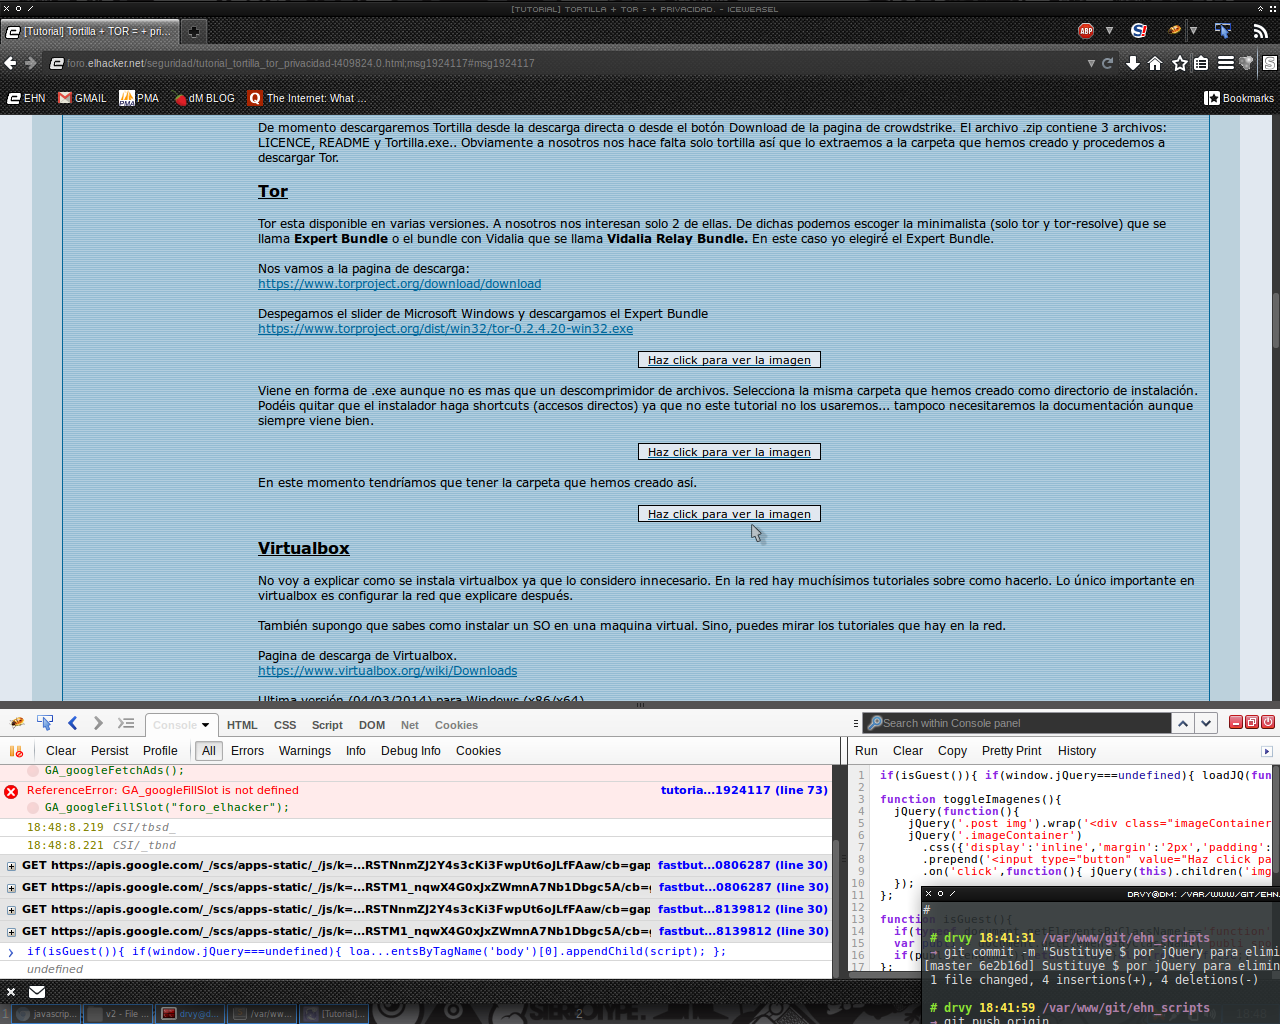 [TUTORIAL] TORTILLA + TOR = + PRIVACIDAD. - ICEWEASEL
[Tutorial] Tortilla + TOR = + pri...
ABP
foro.elhacker.net/seguridad/tutorial_tortilla_tor_privacidad-t409824.0.html;msg1924117#msg1924117
EHN GMAIL PMA dM BLOG The Internet: What ... Bookmarks
De momento descargaremos Tortilla desde la descarga directa o desde el botón Download de la pagina de crowdstrike. El archivo .zip contiene 3 archivos:
LICENCE, README y Tortilla.exe.. Obviamente a nosotros nos hace falta solo tortilla así que lo extraemos a la carpeta que hemos creado y procedemos a
descargar Tor.
Tor
Tor esta disponible en varias versiones. A nosotros nos interesan solo 2 de ellas. De dichas podemos escoger la minimalista (solo tor y tor-resolve) que se
llama Expert Bundle o el bundle con Vidalia que se llama Vidalia Relay Bundle. En este caso yo elegiré el Expert Bundle.
Nos vamos a la pagina de descarga:
https://www.torproject.org/download/download
Despegamos el slider de Microsoft Windows y descargamos el Expert Bundle
https://www.torproject.org/dist/win32/tor-0.2.4.20-win32.exe
Haz click para ver la imagen
Viene en forma de .exe aunque no es mas que un descomprimidor de archivos. Selecciona la misma carpeta que hemos creado como directorio de instalación.
Podéis quitar que el instalador haga shortcuts (accesos directos) ya que no este tutorial no los usaremos... tampoco necesitaremos la documentación aunque
siempre viene bien.
Haz click para ver la imagen
En este momento tendríamos que tener la carpeta que hemos creado así.
Haz click para ver la imagen
Virtualbox
No voy a explicar como se instala virtualbox ya que lo considero innecesario. En la red hay muchísimos tutoriales sobre como hacerlo. Lo único importante en
virtualbox es configurar la red que explicare después.
También supongo que sabes como instalar un SO en una maquina virtual. Sino, puedes mirar los tutoriales que hay en la red.
Pagina de descarga de Virtualbox.
https://www.virtualbox.org/wiki/Downloads
Ultima versión (04/03/2014) para Windows (x86/x64)
Console HTML CSS Script DOM Net Cookies Search within Console panel
Clear Persist Profile All Errors Warnings Info Debug Info Cookies
GA_googleFetchAds();
ReferenceError: GA_googleFillSlot is not defined tutoria...1924117 (line 73)
GA_googleFillSlot("foro_elhacker");
18:48:8.219 CSI/tbsd_
18:48:8.221 CSI/_tbnd
GET https://apis.google.com/_/scs/apps-static/_/js/k=...RSTNnmZJ2Y4s3cKi3FwpUt6oJLfFAaw/cb=gap fastbut...0806287 (line 30)
GET https://apis.google.com/_/scs/apps-static/_/js/k=...RSTM1_nqwX4G0xJxZWmnA7Nb1Dbgc5A/cb=g fastbut...0806287 (line 30)
GET https://apis.google.com/_/scs/apps-static/_/js/k=...RSTNnmZJ2Y4s3cKi3FwpUt6oJLfFAaw/cb=gap fastbut...8139812 (line 30)
GET https://apis.google.com/_/scs/apps-static/_/js/k=...RSTM1_nqwX4G0xJxZWmnA7Nb1Dbgc5A/cb=g fastbut...8139812 (line 30)
if(isGuest()){ if(window.jQuery===undefined){ loa...entsByTagName('body')[0].appendChild(script); };
undefined
Run Clear Copy Pretty Print History
1 if(isGuest()){ if(window.jQuery===undefined){ loadJQ(fun
2
3 function toggleImagenes(){
4 jQuery(function(){
5 jQuery('.post img').wrap('<div class="imageContainer
6 jQuery('.imageContainer')
7 .css({'display':'inline','margin':'2px','padding':
8 .prepend('<input type="button" value="Haz click pa
9 .on('click',function(){ jQuery(this).children('img
10 });
11 };
12
13 function isGuest(){
14
15 var
16
17 };
DRVY@DM: /VAR/WWW/GIT/EHN
#
# drvy 18:41:31 /var/www/git/ehn_scripts
→ git commit -m "Sustituye $ por jQuery para elimi
[master 6e2b16d] Sustituye $ por jQuery para elimin
1 file changed, 4 insertions(+), 4 deletions(-)
# drvy 18:41:59 /var/www/git/ehn_scripts
→ git push origin
1 javascrip... v2 - File ... drvy@d... /var/ww... [Tutorial]... 2